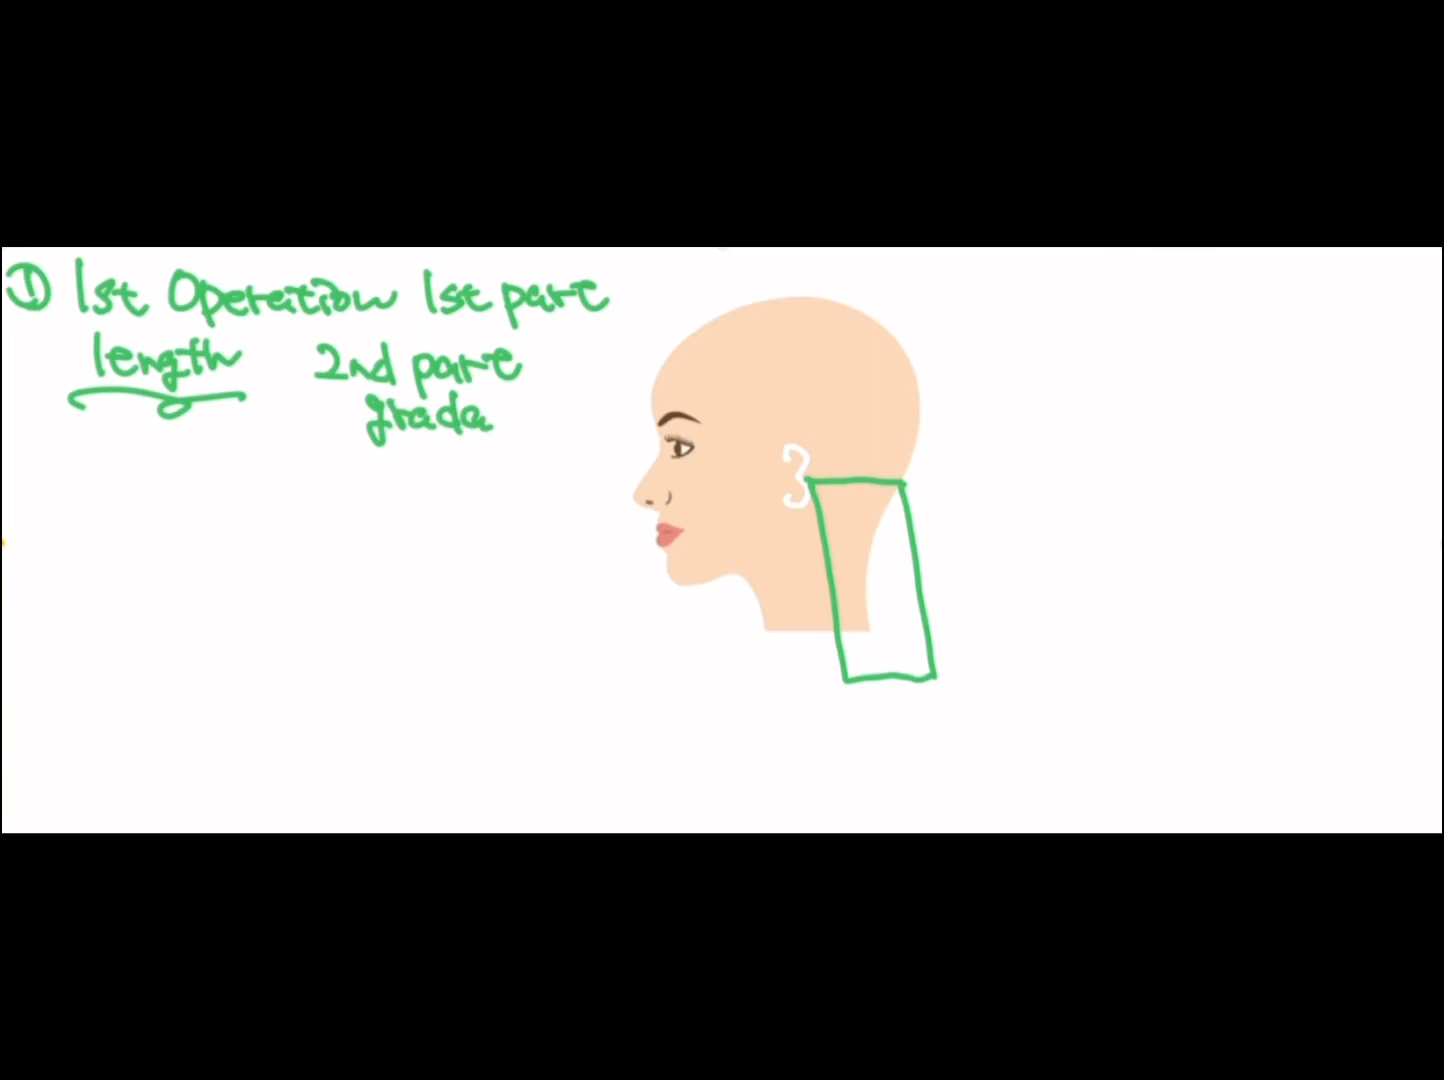 ① 1st Operation 1st part
length 2nd part
grada